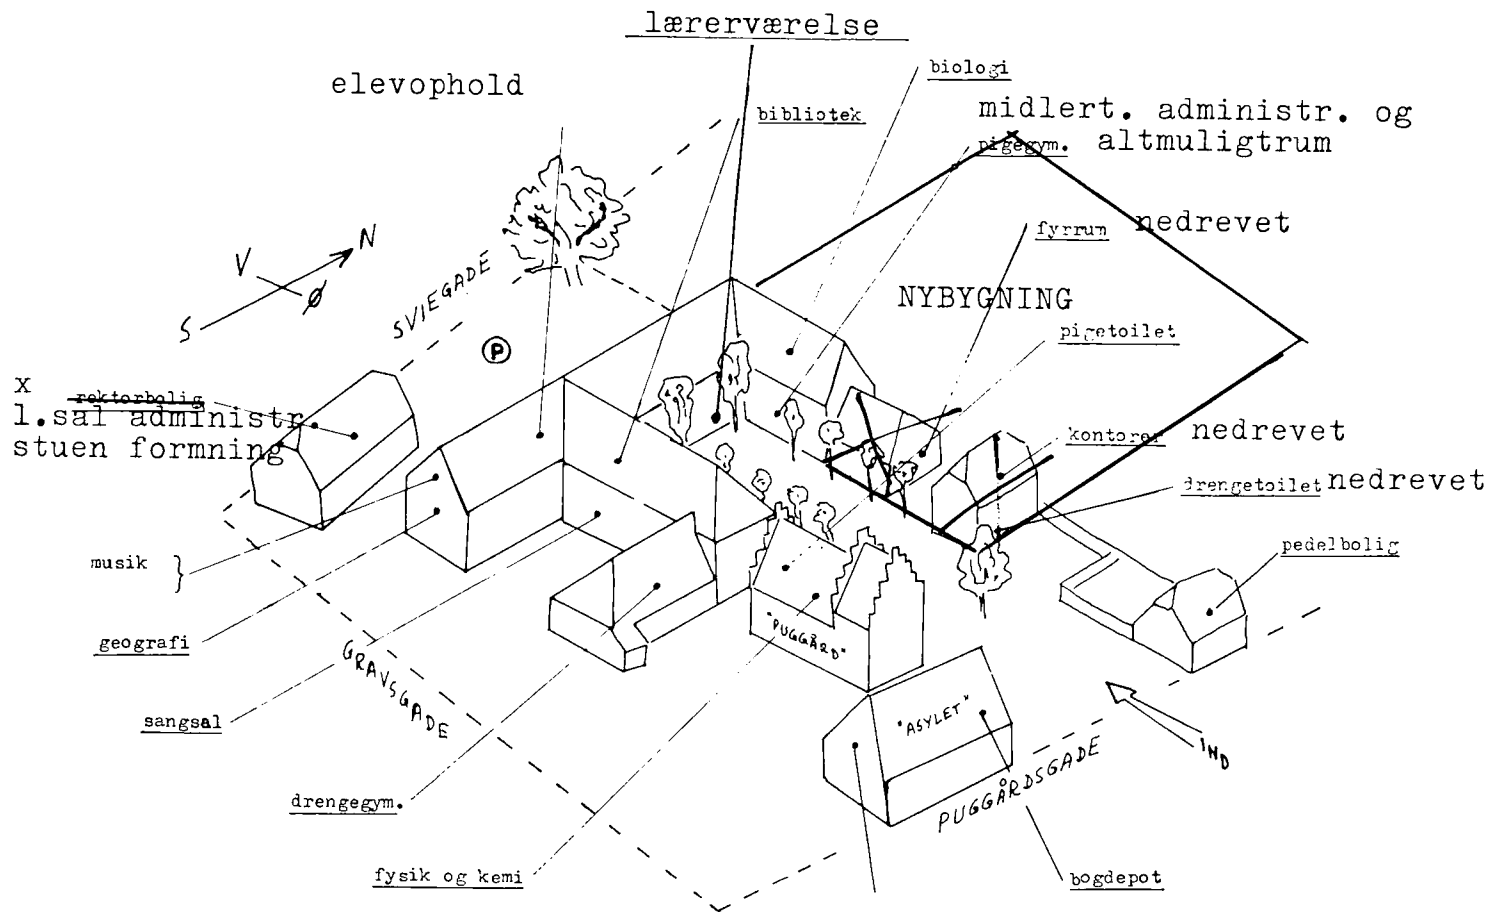 lærerværelse
elevophold
biologi
bibliotek
midlert. administr. og
pigegym. altmuligtrum
fyrrum nedrevet
N
V
Ø
S
SVIEGADE
NYBYGNING
pigetoilet
P
x
rektorbolig
1.sal administr
stuen formning
kontorer nedrevet
drengetoilet nedrevet
pedelbolig
musik }
geografi
"PUGGÅRD"
GRAVSGADE
sangsal
"ASYLET"
IND
PUGGÅRDSGADE
drengegym.
fysik og kemi
bogdepot